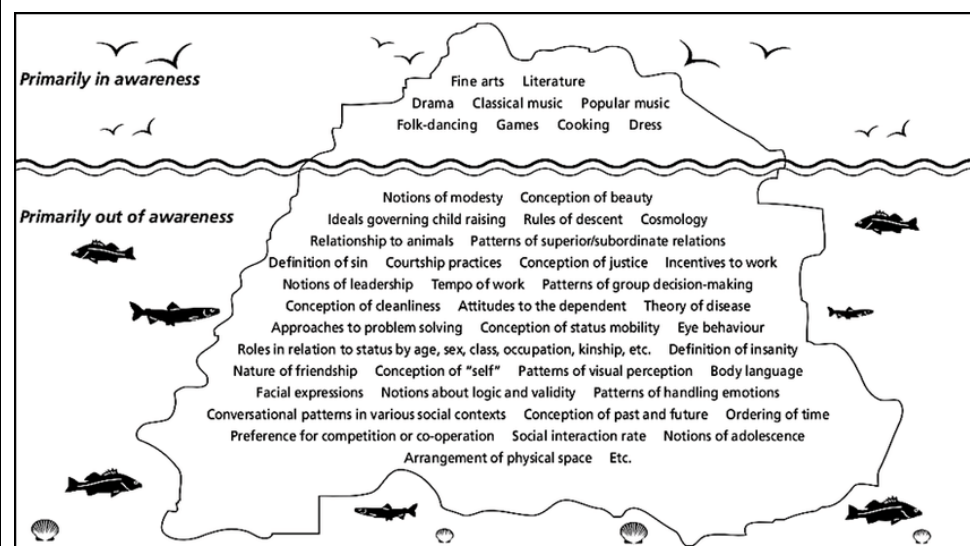 Primarily in awareness
Fine arts Literature
Drama Classical music Popular music
Folk-dancing Games Cooking Dress
Primarily out of awareness
Notions of modesty Conception of beauty
Ideals governing child raising Rules of descent Cosmology
Relationship to animals Patterns of superior/subordinate relations
Definition of sin Courtship practices Conception of justice Incentives to work
Notions of leadership Tempo of work Patterns of group decision-making
Conception of cleanliness Attitudes to the dependent Theory of disease
Approaches to problem solving Conception of status mobility Eye behaviour
Roles in relation to status by age, sex, class, occupation, kinship, etc. Definition of insanity
Nature of friendship Conception of “self” Patterns of visual perception Body language
Facial expressions Notions about logic and validity Patterns of handling emotions
Conversational patterns in various social contexts Conception of past and future Ordering of time
Preference for competition or co-operation Social interaction rate Notions of adolescence
Arrangement of physical space Etc.